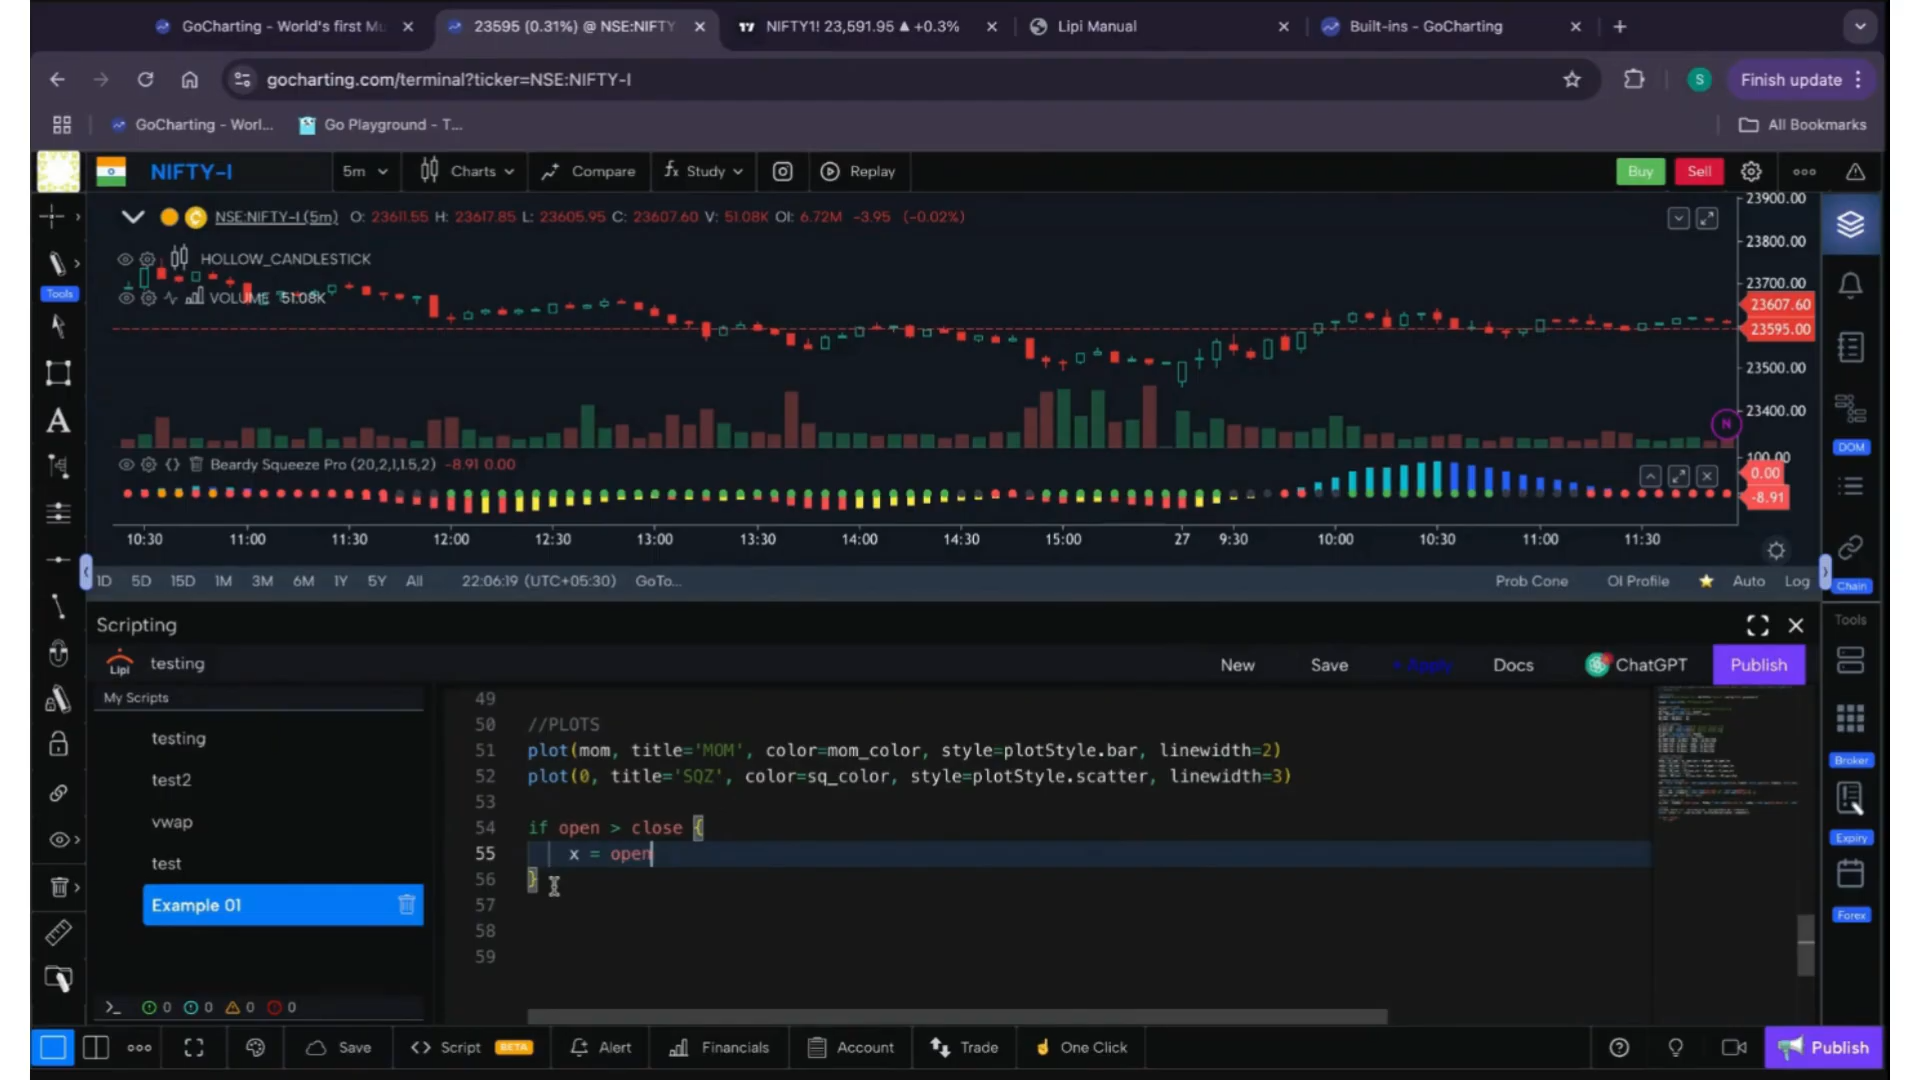 GoCharting - World's first Mu
23595 (0.31%) @ NSE:NIFTY
NIFTY1! 23,591.95 ▲ +0.3%
Lipi Manual
Built-ins - GoCharting
gocharting.com/terminal?ticker=NSE:NIFTY-I
S
Finish update
GoCharting - Worl...
Go Playground - T...
All Bookmarks
NIFTY-I
5m
Charts
Compare
fx Study
Replay
Buy
Sell
NSE:NIFTY-I (5m) O: 23611.55 H: 23617.85 L: 23605.95 C: 23607.60 V: 51.08K OI: 6.72M -3.95 (-0.02%)
HOLLOW_CANDLESTICK
VOLUME 51.08K
23900.00
23800.00
23700.00
23607.60
23595.00
23500.00
23400.00
N
Beardy Squeeze Pro (20,2,1,1.5,2) -8.91 0.00
100.00
0.00
-8.91
10:30 11:00 11:30 12:00 12:30 13:00 13:30 14:00 14:30 15:00 27 9:30 10:00 10:30 11:00 11:30
1D 5D 15D 1M 3M 6M 1Y 5Y All 22:06:19 (UTC+05:30) GoTo...
Prob Cone OI Profile Auto Log
Tools
DOM
Chain
Tools
Broker
Expiry
Forex
Scripting
Lipi
testing
New Save + Apply Docs ChatGPT Publish
My Scripts
testing
test2
vwap
test
Example 01
0 0 0 0
49
50 //PLOTS
51 plot(mom, title='MOM', color=mom_color, style=plotStyle.bar, linewidth=2)
52 plot(0, title='SQZ', color=sq_color, style=plotStyle.scatter, linewidth=3)
53
54 if open > close {
55 x = open
56 }
57
58
59
Save
Script BETA
Alert
Financials
Account
Trade
One Click
Publish